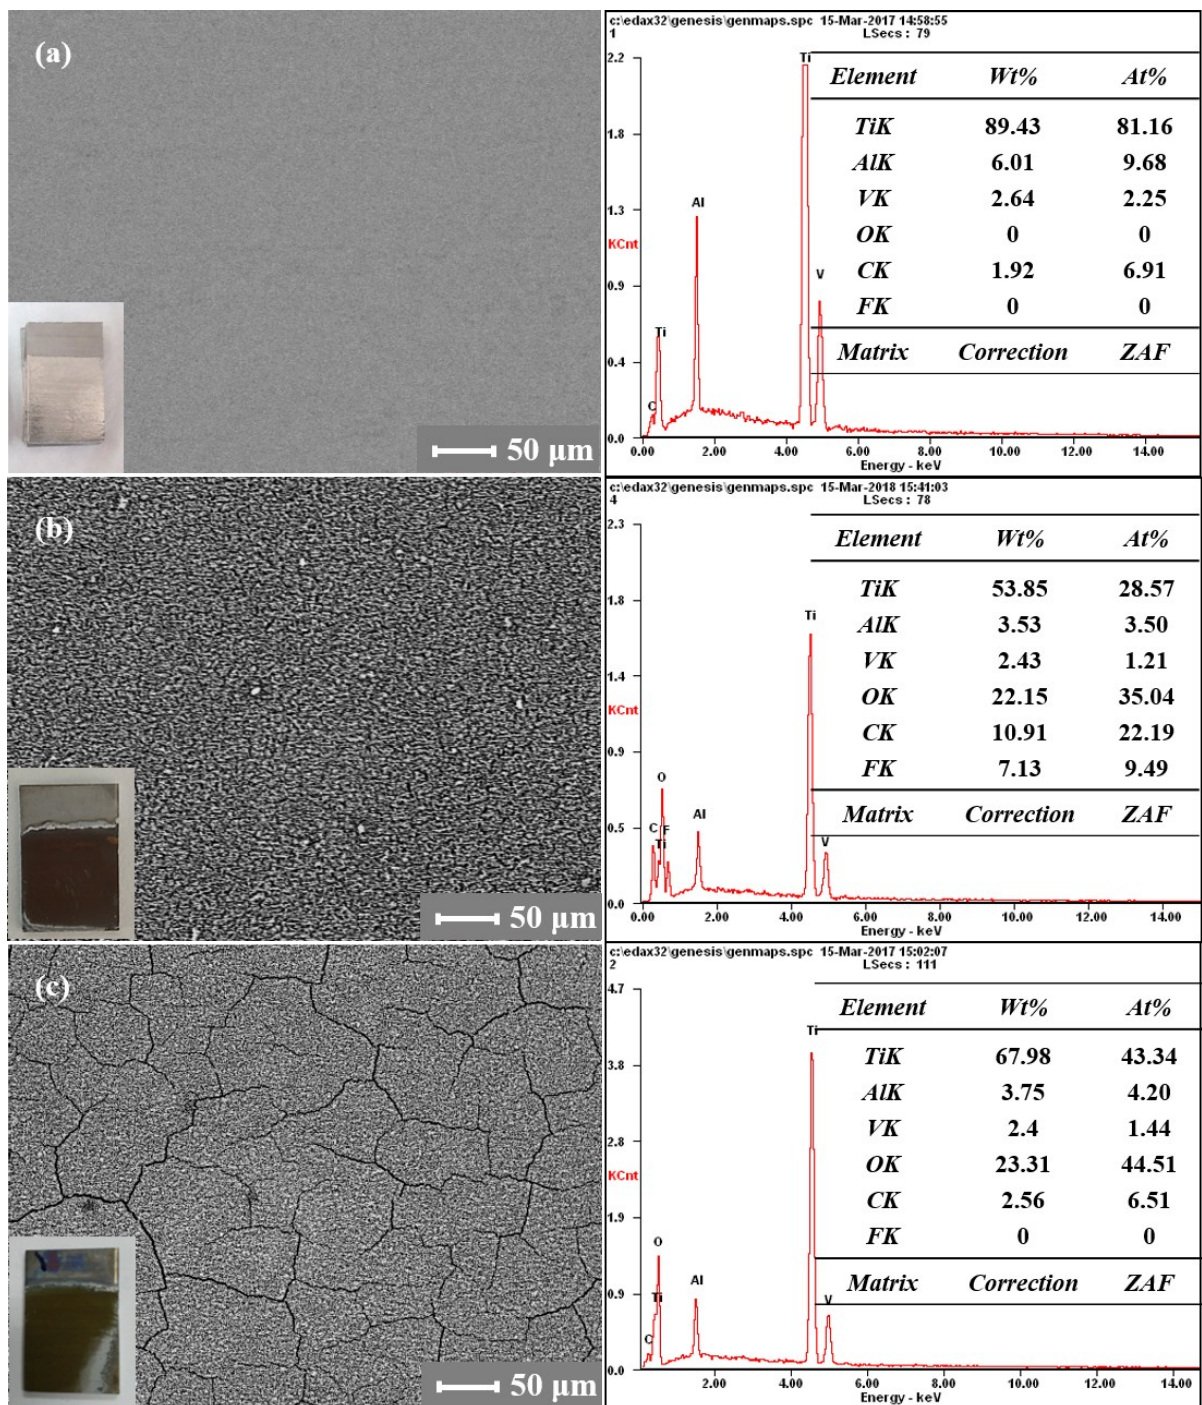 (a)
50 μm
c:\edax32\genesis\genmaps.spc 15-Mar-2017 14:58:55
1
LSecs : 79
Element Wt% At%
TiK 89.43 81.16
AlK 6.01 9.68
VK 2.64 2.25
OK 0 0
CK 1.92 6.91
FK 0 0
Matrix Correction ZAF
2.2
1.8
1.3
KCnt
0.9
0.4
0.0
C
Ti
Al
Ti
V
0.00 2.00 4.00 6.00 8.00 10.00 12.00 14.00
Energy - keV
(b)
50 μm
c:\edax32\genesis\genmaps.spc 15-Mar-2018 15:41:03
4
LSecs : 78
Element Wt% At%
TiK 53.85 28.57
AlK 3.53 3.50
VK 2.43 1.21
OK 22.15 35.04
CK 10.91 22.19
FK 7.13 9.49
Matrix Correction ZAF
2.3
1.8
1.4
KCnt
0.9
0.5
0.0
C
Ti
O
F
Al
Ti
V
0.00 2.00 4.00 6.00 8.00 10.00 12.00 14.00
Energy - keV
(c)
50 μm
c:\edax32\genesis\genmaps.spc 15-Mar-2017 15:02:07
2
LSecs : 111
Element Wt% At%
TiK 67.98 43.34
AlK 3.75 4.20
VK 2.4 1.44
OK 23.31 44.51
CK 2.56 6.51
FK 0 0
Matrix Correction ZAF
4.7
3.8
2.8
KCnt
1.9
0.9
0.0
C
Ti
O
Al
Ti
V
2.00 4.00 6.00 8.00 10.00 12.00 14.00
Energy - keV